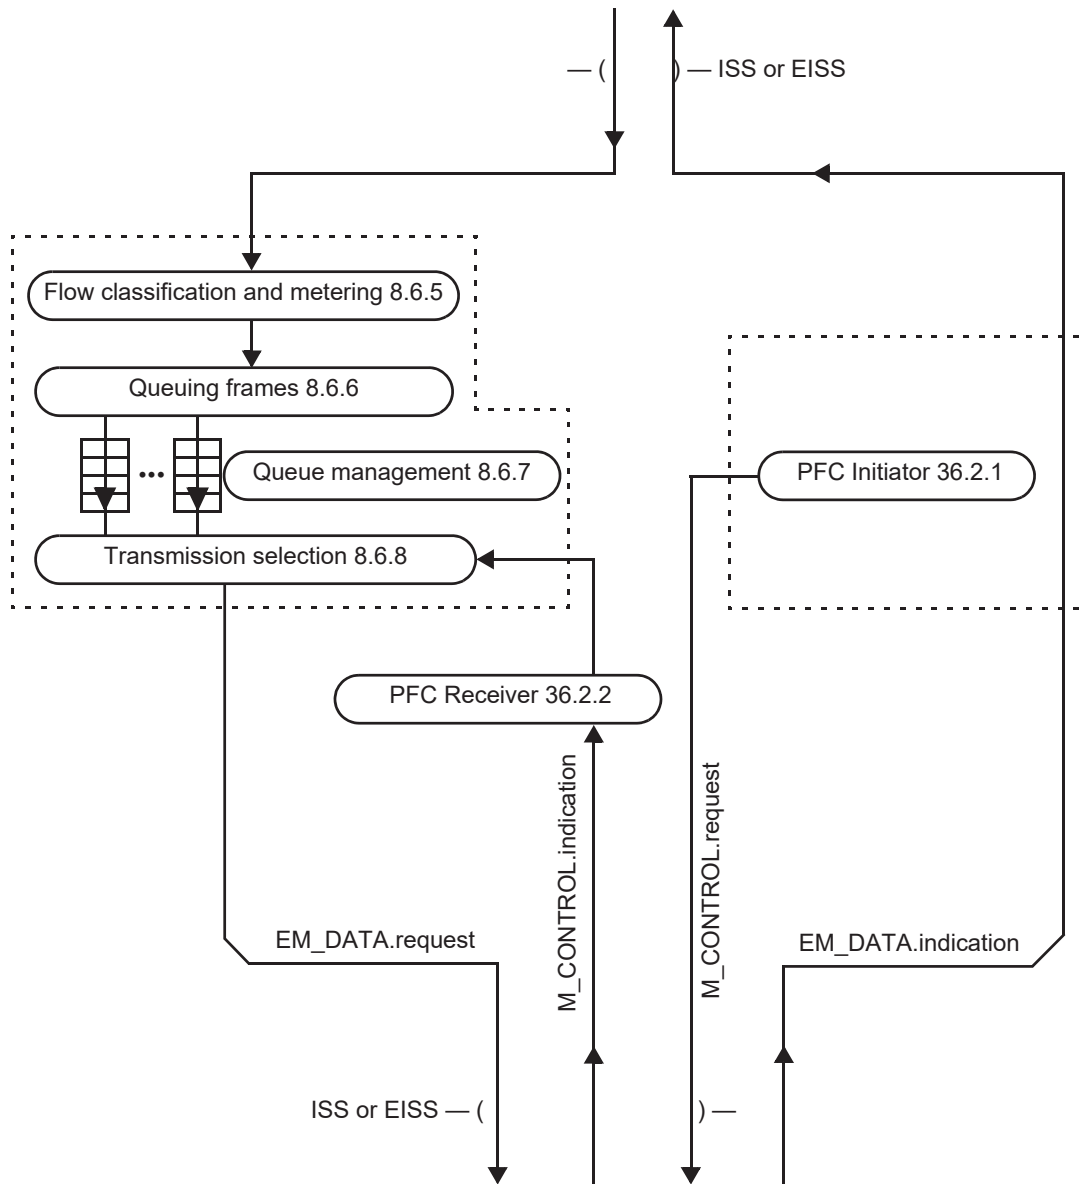 — ( ) — ISS or EISS
Flow classification and metering 8.6.5
Queuing frames 8.6.6
...
Queue management 8.6.7
PFC Initiator 36.2.1
Transmission selection 8.6.8
PFC Receiver 36.2.2
M_CONTROL.indication
M_CONTROL.request
EM_DATA.request
EM_DATA.indication
ISS or EISS — ( ) —